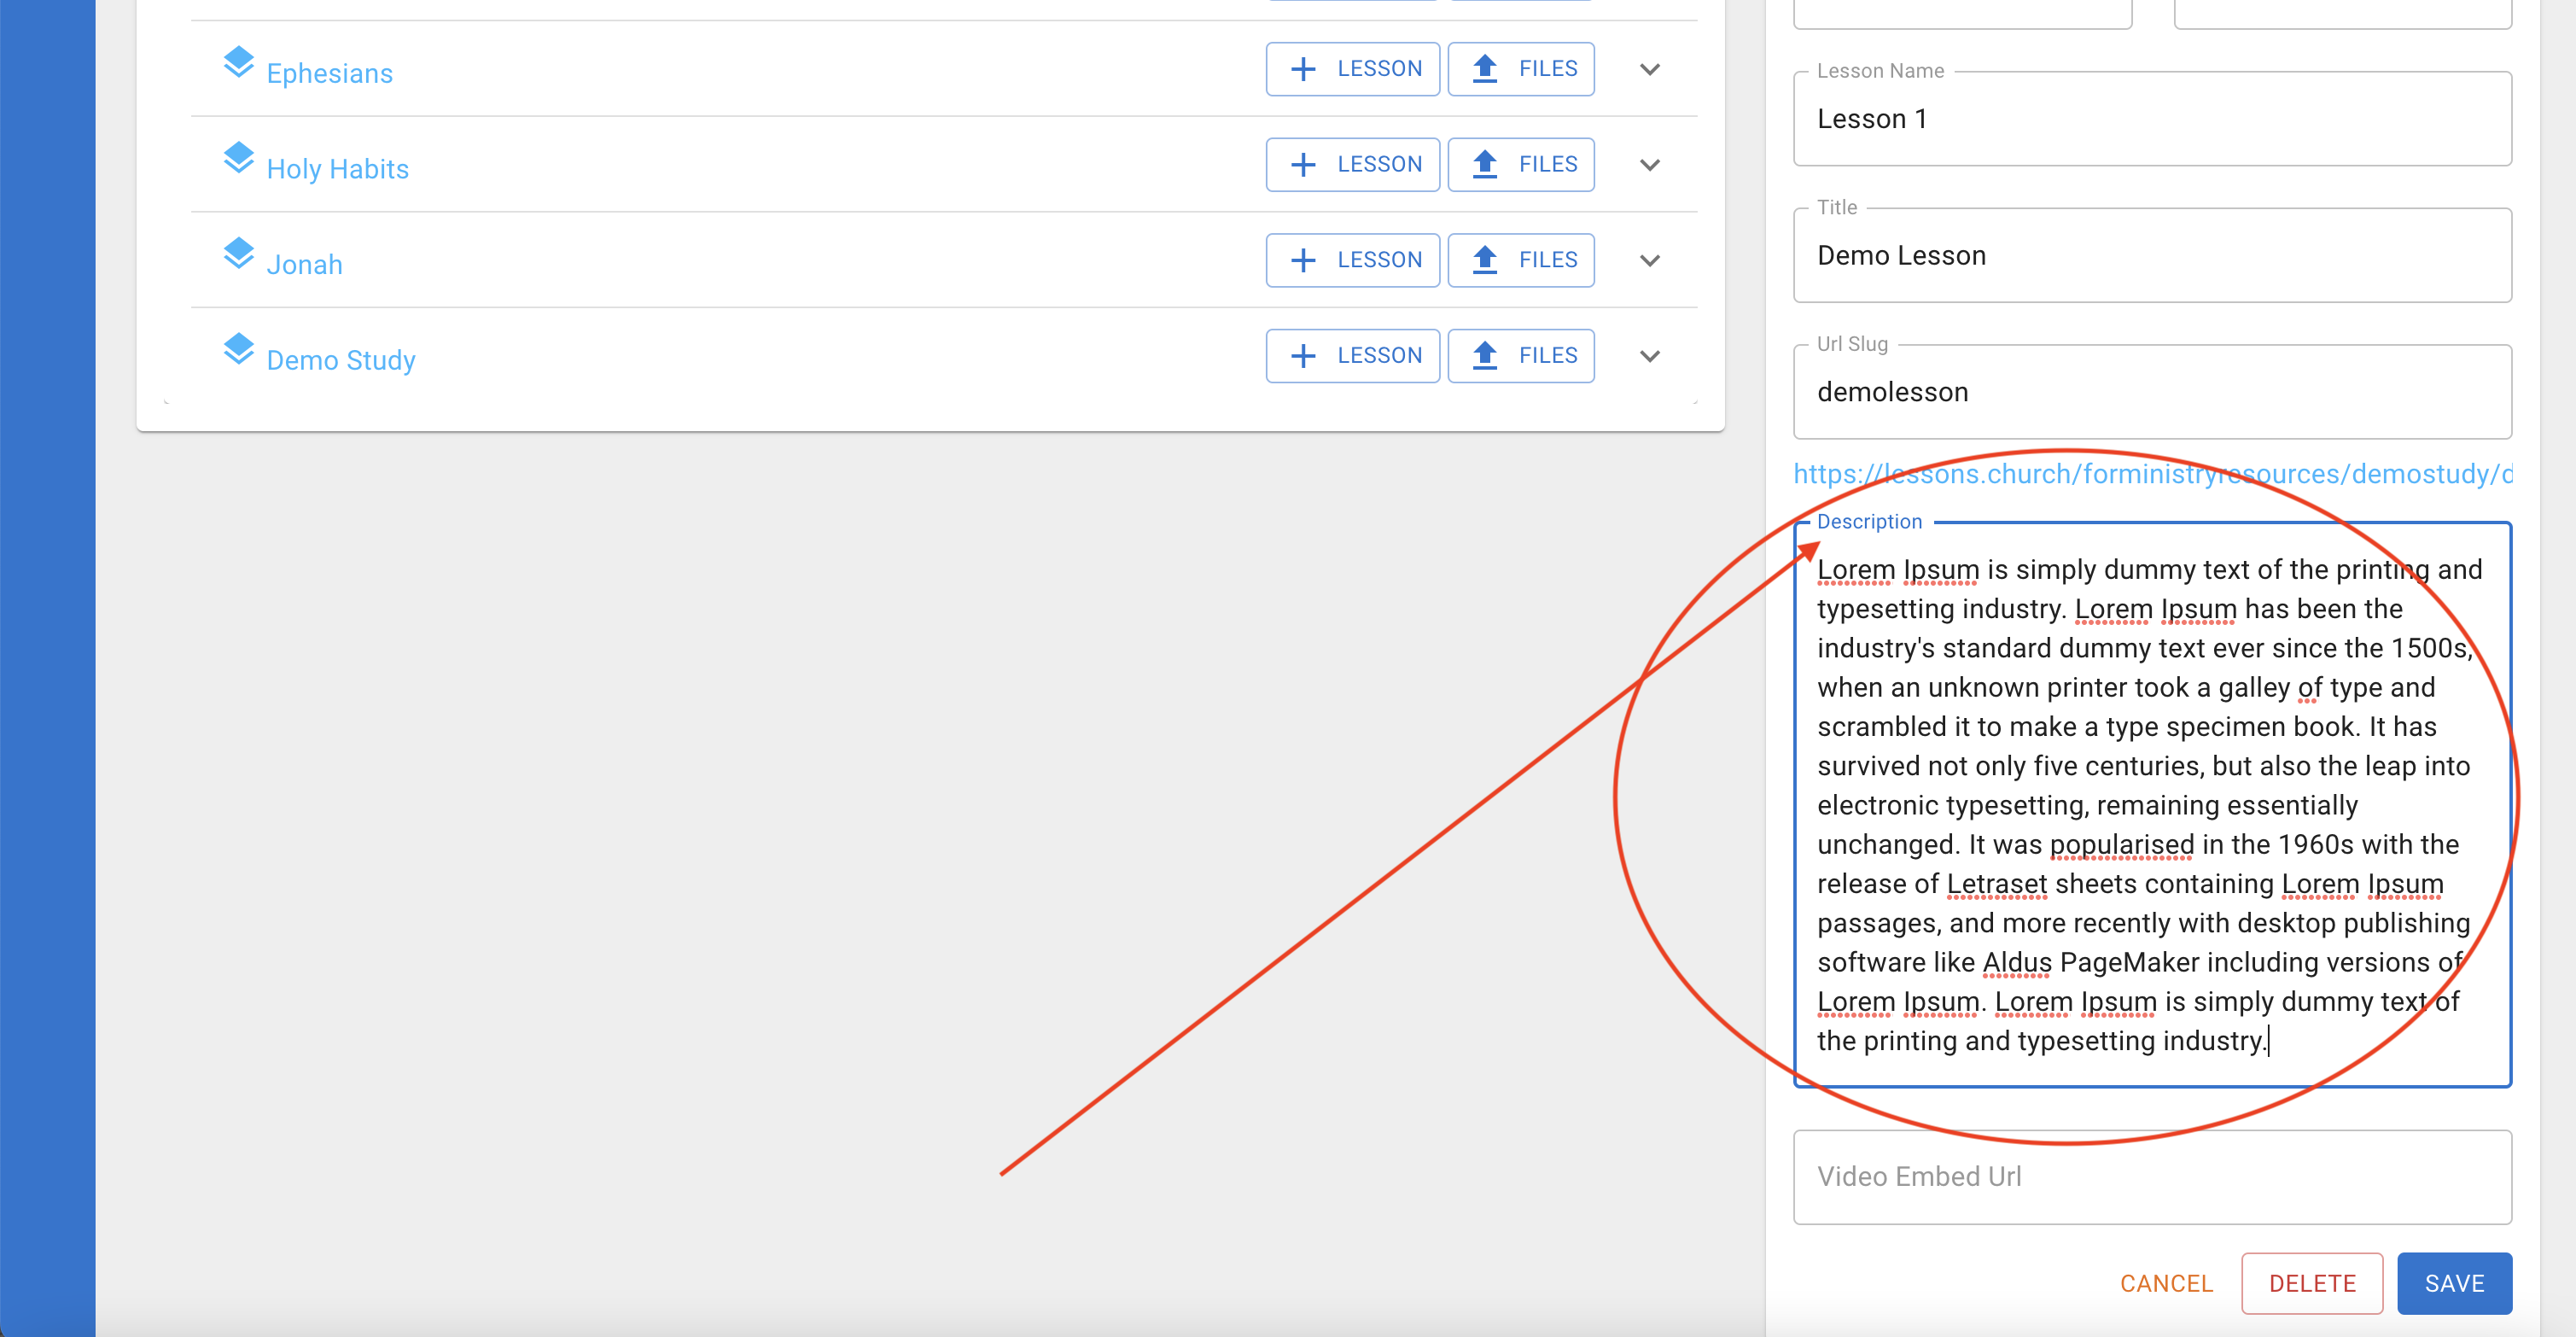 Ephesians
LESSON
FILES
Holy Habits
LESSON
FILES
Jonah
LESSON
FILES
Demo Study
LESSON
FILES
Lesson Name
Lesson 1
Title
Demo Lesson
Url Slug
demolesson
https://lessons.church/forministryresources/demostudy/d
Description
Lorem Ipsum is simply dummy text of the printing and
typesetting industry. Lorem Ipsum has been the
industry's standard dummy text ever since the 1500s,
when an unknown printer took a galley of type and
scrambled it to make a type specimen book. It has
survived not only five centuries, but also the leap into
electronic typesetting, remaining essentially
unchanged. It was popularised in the 1960s with the
release of Letraset sheets containing Lorem Ipsum
passages, and more recently with desktop publishing
software like Aldus PageMaker including versions of
Lorem Ipsum. Lorem Ipsum is simply dummy text of
the printing and typesetting industry.
Video Embed Url
CANCEL
DELETE
SAVE